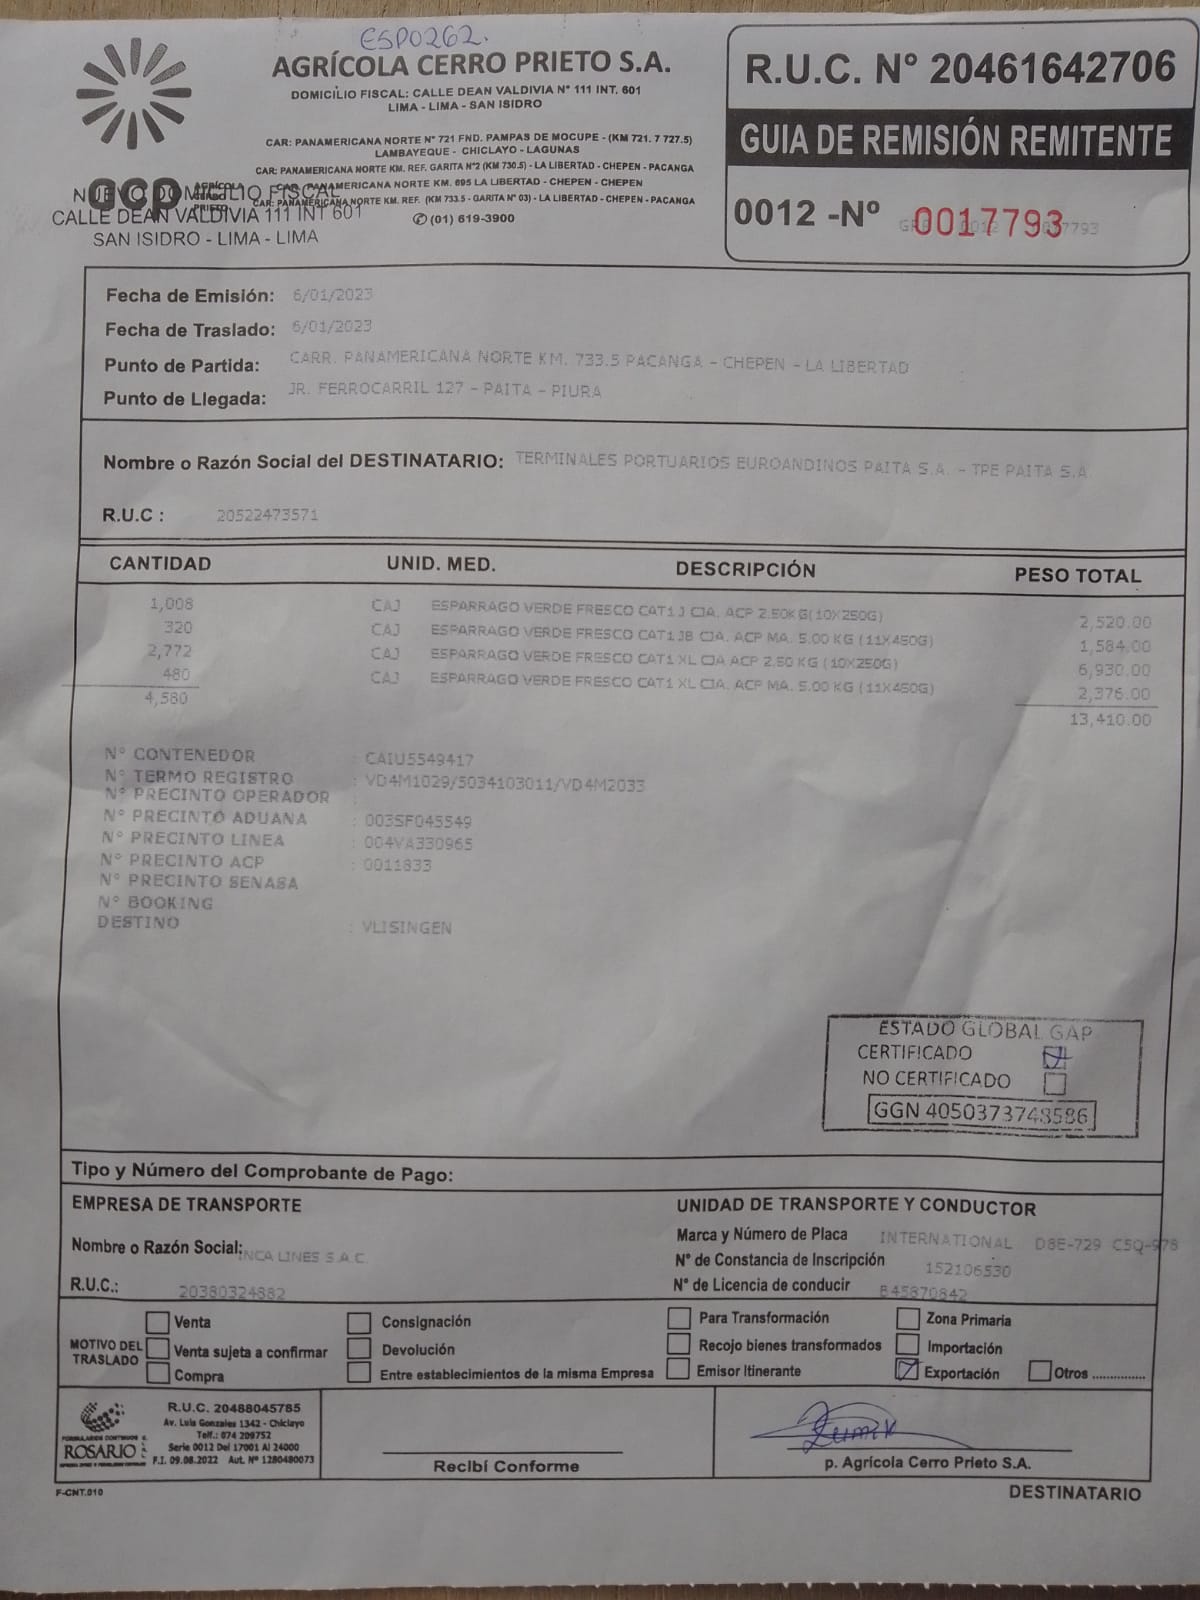 ESP0262.
AGRÍCOLA CERRO PRIETO S.A.
DOMICILIO FISCAL: CALLE DEAN VALDIVIA N° 111 INT. 601
LIMA - LIMA - SAN ISIDRO
CAR: PANAMERICANA NORTE N° 721 FND. PAMPAS DE MOCUPE - (KM 721. 7 727.5)
LAMBAYEQUE - CHICLAYO - LAGUNAS
CAR: PANAMERICANA NORTE KM. REF. GARITA N°2 (KM 730.5) - LA LIBERTAD - CHEPEN - PACANGA
CAR: PANAMERICANA NORTE KM. 695 LA LIBERTAD - CHEPEN - CHEPEN
CAR: PANAMERICANA NORTE KM. REF. (KM 733.5 - GARITA N° 03) - LA LIBERTAD - CHEPEN - PACANGA
✆ (01) 619-3900
acp AGRÍCOLA CERRO PRIETO
NUEVO DOMICILIO FISCAL
CALLE DEAN VALDIVIA 111 INT 601
SAN ISIDRO - LIMA - LIMA
R.U.C. N° 20461642706
GUIA DE REMISIÓN REMITENTE
0012 -N° 0017793
Fecha de Emisión: 6/01/2023
Fecha de Traslado: 6/01/2023
Punto de Partida: CARR. PANAMERICANA NORTE KM. 733.5 PACANGA - CHEPEN - LA LIBERTAD
Punto de Llegada: JR. FERROCARRIL 127 - PAITA - PIURA
Nombre o Razón Social del DESTINATARIO: TERMINALES PORTUARIOS EUROANDINOS PAITA S.A. - TPE PAITA S.A.
R.U.C : 20522473571
CANTIDAD UNID. MED. DESCRIPCIÓN PESO TOTAL
1,008 CAJ ESPARRAGO VERDE FRESCO CAT1 J CJA. ACP 2.50KG(10X250G) 2,520.00
320 CAJ ESPARRAGO VERDE FRESCO CAT1 JB CJA. ACP MA. 5.00 KG (11X450G) 1,584.00
2,772 CAJ ESPARRAGO VERDE FRESCO CAT1 XL CJA ACP 2.50 KG (10X250G) 6,930.00
480 CAJ ESPARRAGO VERDE FRESCO CAT1 XL CJA. ACP MA. 5.00 KG (11X450G) 2,376.00
4,580 13,410.00
N° CONTENEDOR : CAIU5549417
N° TERMO REGISTRO : VD4M1029/5034103011/VD4M2033
N° PRECINTO OPERADOR
N° PRECINTO ADUANA : 003SF045549
N° PRECINTO LINEA : 004VA330965
N° PRECINTO ACP : 0011833
N° PRECINTO SENASA
N° BOOKING
DESTINO : VLISINGEN
ESTADO GLOBAL GAP
CERTIFICADO
NO CERTIFICADO
GGN 4050373748586
Tipo y Número del Comprobante de Pago:
EMPRESA DE TRANSPORTE
Nombre o Razón Social: INCA LINES S.A.C.
R.U.C.: 20380324882
UNIDAD DE TRANSPORTE Y CONDUCTOR
Marca y Número de Placa INTERNATIONAL D8E-729 C5Q-978
N° de Constancia de Inscripción 152106530
N° de Licencia de conducir B45870842
MOTIVO DEL TRASLADO
Venta Consignación Para Transformación Zona Primaria
Venta sujeta a confirmar Devolución Recojo bienes transformados Importación
Compra Entre establecimientos de la misma Empresa Emisor Itinerante Exportación Otros ..............
FORMULARIOS CONTINUOS
ROSARIO
R.U.C. 20488045785
Av. Luis Gonzales 1342 - Chiclayo
Telf.: 074 209752
Serie 0012 Del 17001 Al 24000
F.I. 09.08.2022 Aut. N° 1280480073
Recibí Conforme
p. Agrícola Cerro Prieto S.A.
F-CNT.010
DESTINATARIO